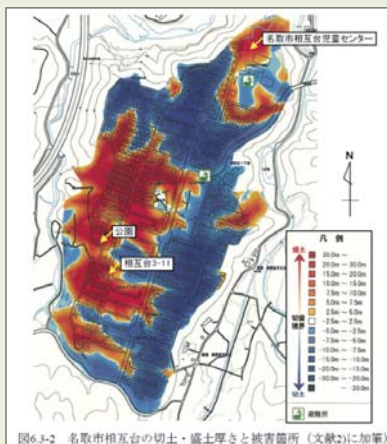 名取市相互台児童センター
N
公園
相互台3-11
凡例
盛土
切盛境界
切土
30.0m ~
20.0m ~ 30.0m
15.0m ~ 20.0m
10.0m ~ 15.0m
7.5m ~ 10.0m
5.0m ~ 7.5m
2.5m ~ 5.0m
-2.5m ~ 2.5m
-5.0m ~ -2.5m
-7.5m ~ -5.0m
-10.0m ~ -7.5m
-15.0m ~ -10.0m
-20.0m ~ -15.0m
-30.0m ~ -20.0m
~ -30.0m
避難所
図6.3-2 名取市相互台の切土・盛土厚さと被害箇所(文献2)に加筆)